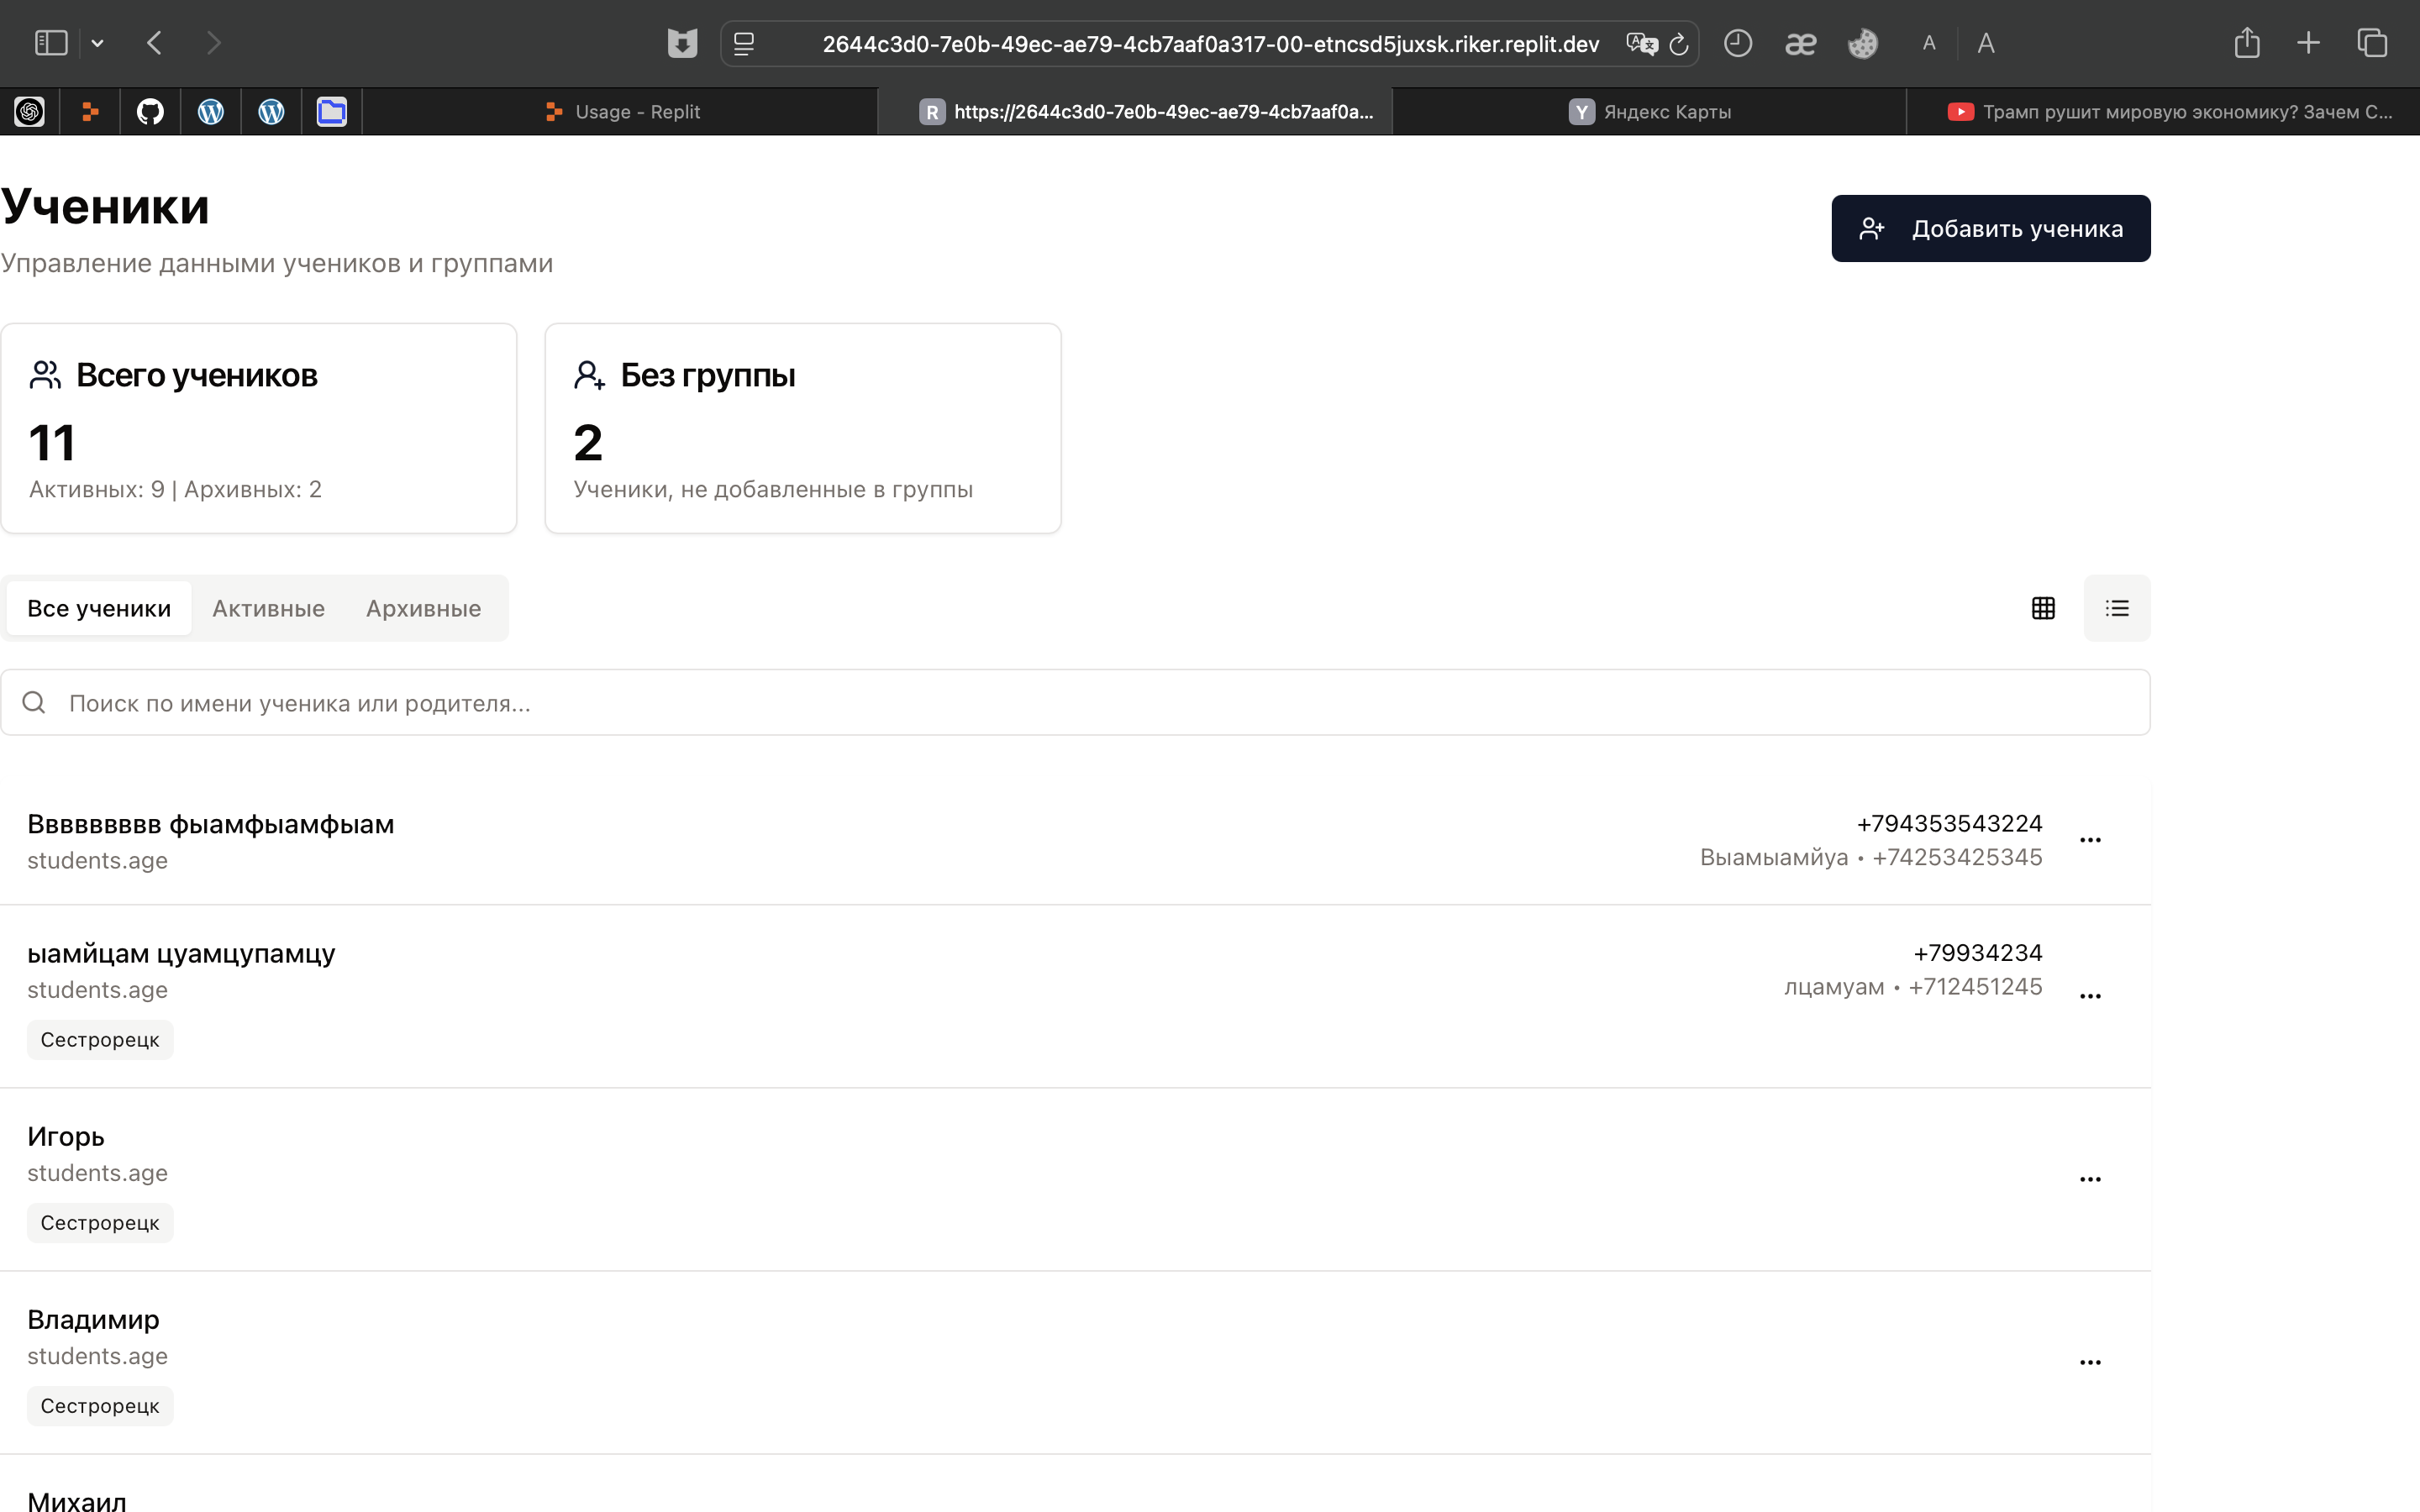 2644c3d0-7e0b-49ec-ae79-4cb7aaf0a317-00-etncsd5juxsk.riker.replit.dev
æ
A A
Usage - Replit
R https://2644c3d0-7e0b-49ec-ae79-4cb7aaf0a...
Y Яндекс Карты
Трамп рушит мировую экономику? Зачем С...
Ученики
Управление данными учеников и группами
Добавить ученика
Всего учеников
11
Активных: 9 | Архивных: 2
Без группы
2
Ученики, не добавленные в группы
Все ученики Активные Архивные
Поиск по имени ученика или родителя...
Вввввввв фыамфыамфыам
students.age
+794353543224
Выамыамйуа • +74253425345
ыамйцам цуамцупамцу
students.age
Сестрорецк
+79934234
лцамуам • +712451245
Игорь
students.age
Сестрорецк
Владимир
students.age
Сестрорецк
Михаил